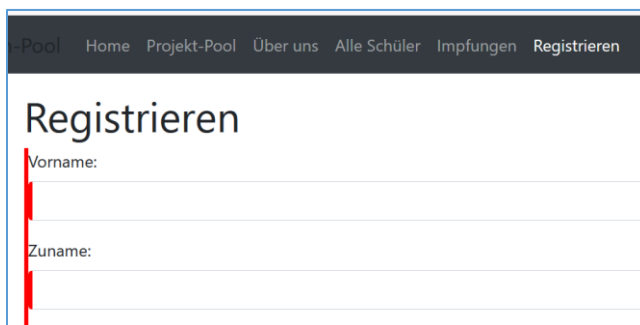 -Pool Home Projekt-Pool Über uns Alle Schüler Impfungen Registrieren
Registrieren
Vorname:
Zuname: